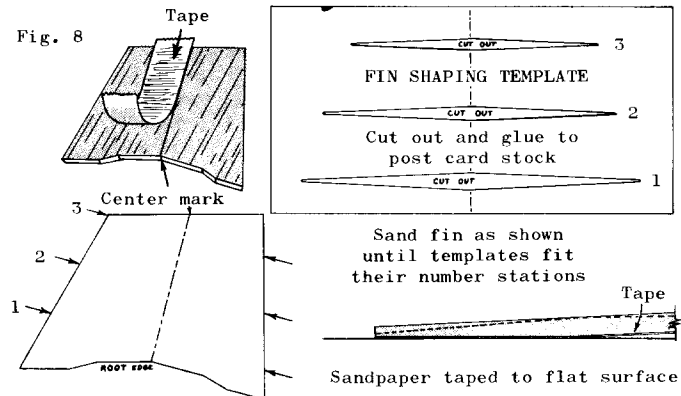 Fig. 8
Tape
CUT OUT
3
FIN SHAPING TEMPLATE
CUT OUT
2
Cut out and glue to
post card stock
CUT OUT
1
Center mark
3
2
1
ROOT EDGE
Sand fin as shown
until templates fit
their number stations
Tape
Sandpaper taped to flat surface